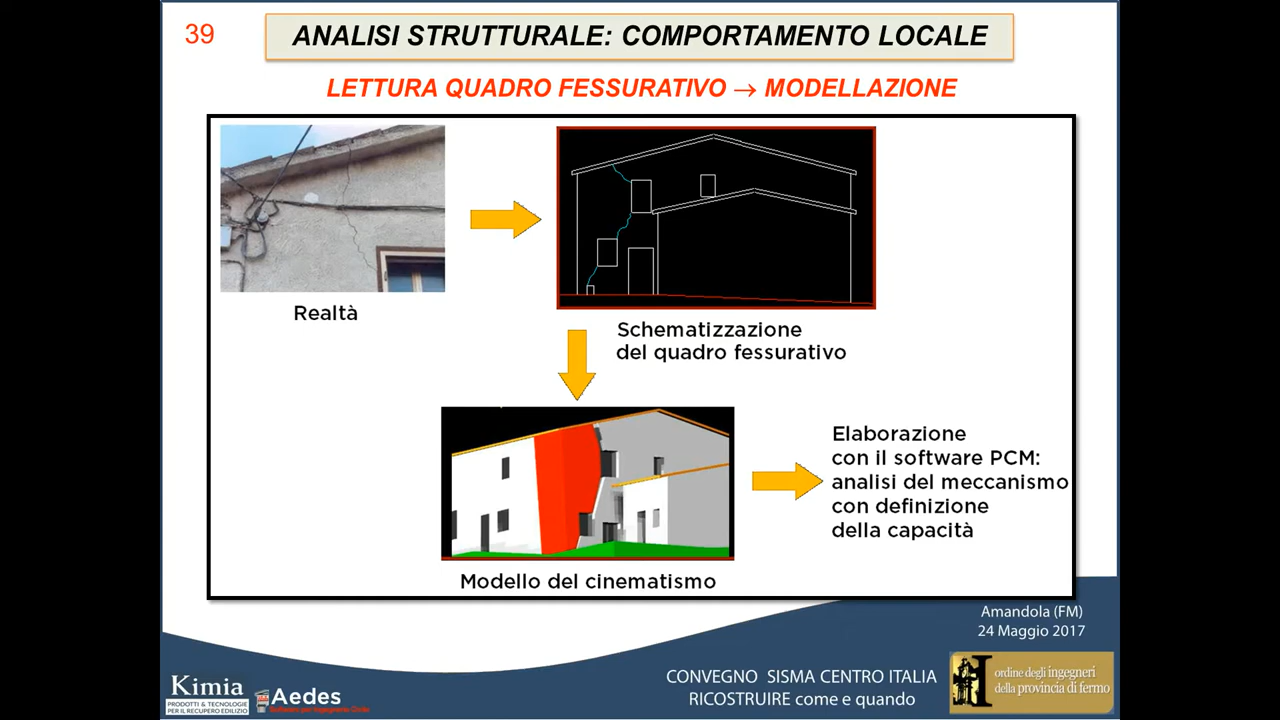 39
ANALISI STRUTTURALE: COMPORTAMENTO LOCALE
LETTURA QUADRO FESSURATIVO → MODELLAZIONE
Realtà
Schematizzazione
del quadro fessurativo
Modello del cinematismo
Elaborazione
con il software PCM:
analisi del meccanismo
con definizione
della capacità
Amandola (FM)
24 Maggio 2017
CONVEGNO SISMA CENTRO ITALIA
RICOSTRUIRE come e quando
ordine degli ingegneri
della provincia di fermo
Kimia
PRODOTTI & TECNOLOGIE
PER IL RECUPERO EDILIZIO
Aedes